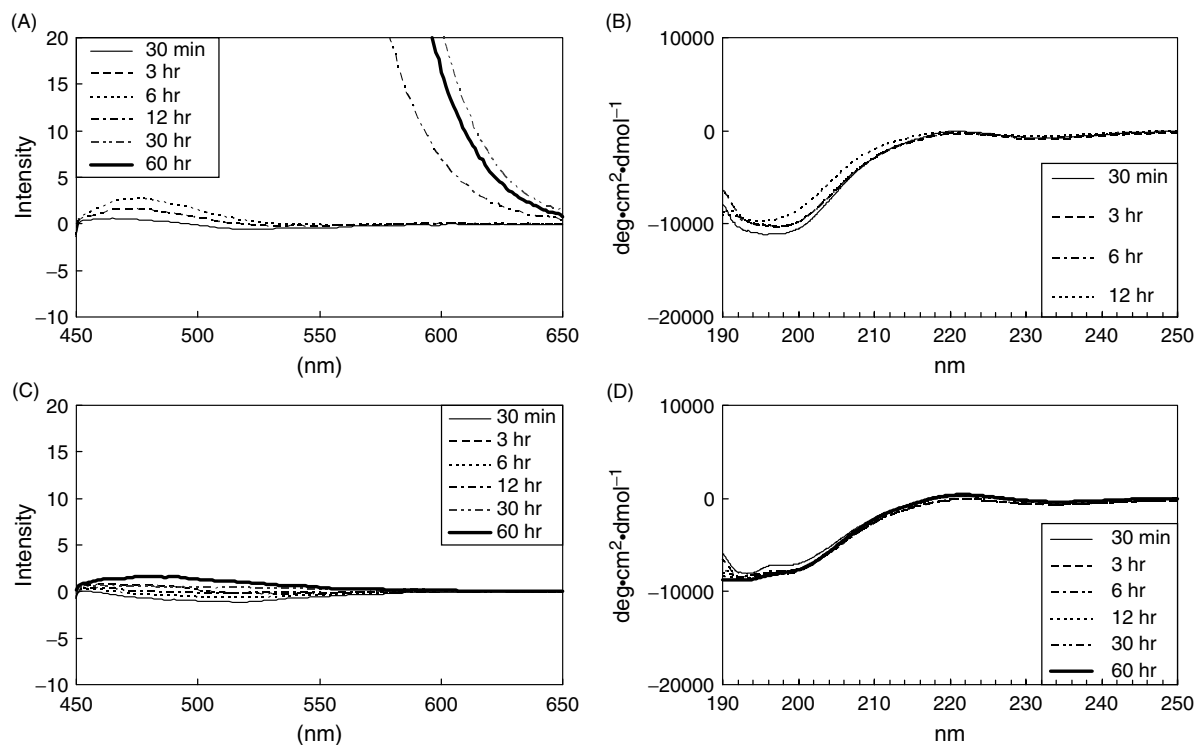 (A)
20
15
10
5
0
−5
−10
Intensity
30 min
3 hr
6 hr
12 hr
30 hr
60 hr
450 500 550 600 650
(nm)
(B)
10000
0
−10000
−20000
deg•cm²•dmol⁻¹
30 min
3 hr
6 hr
12 hr
190 200 210 220 230 240 250
nm
(C)
20
15
10
5
0
−5
−10
Intensity
30 min
3 hr
6 hr
12 hr
30 hr
60 hr
450 500 550 600 650
(nm)
(D)
10000
0
−10000
−20000
deg•cm²•dmol⁻¹
30 min
3 hr
6 hr
12 hr
30 hr
60 hr
190 200 210 220 230 240 250
nm